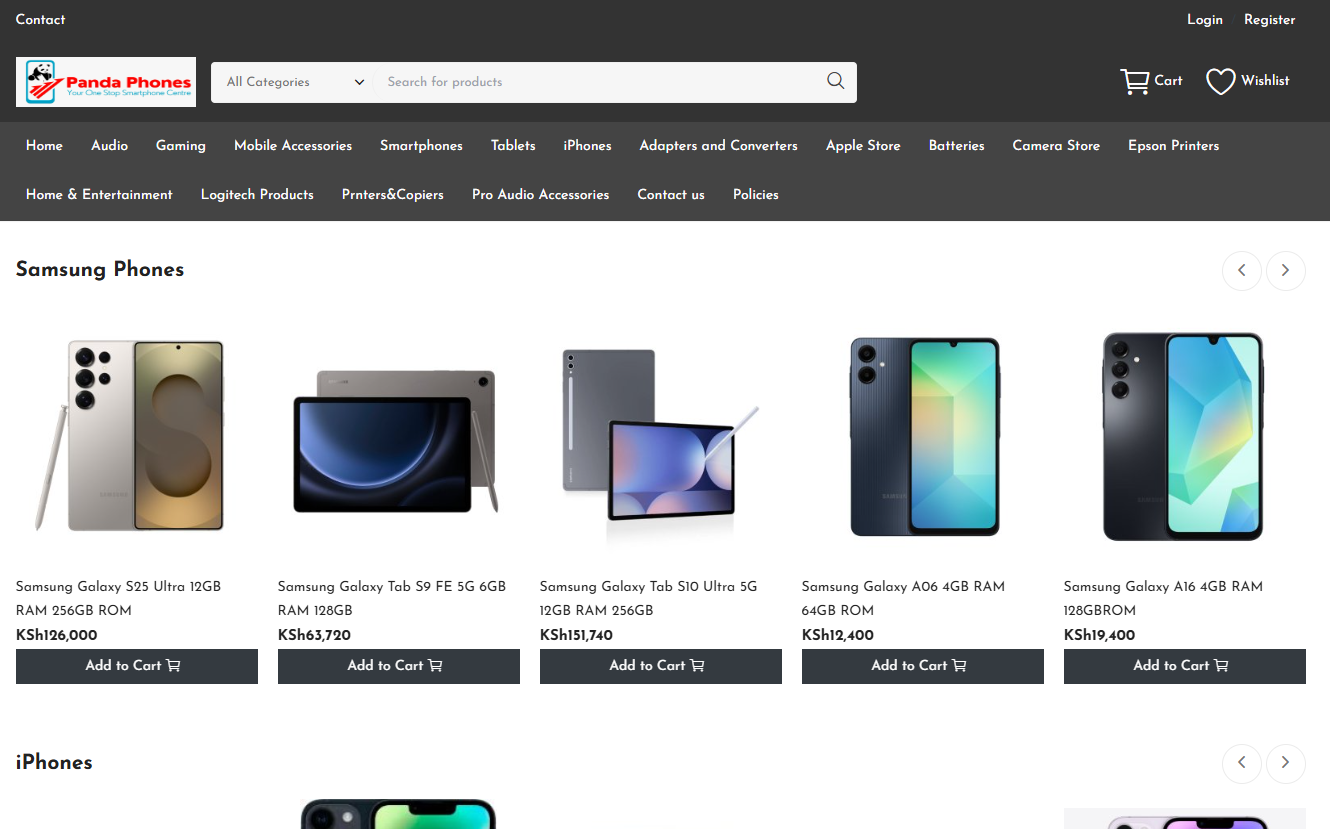 Contact
Login
Register
Panda Phones
Your One Stop Smartphone Centre
All Categories
Search for products
Cart
Wishlist
Home
Audio
Gaming
Mobile Accessories
Smartphones
Tablets
iPhones
Adapters and Converters
Apple Store
Batteries
Camera Store
Epson Printers
Home & Entertainment
Logitech Products
Prnters&Copiers
Pro Audio Accessories
Contact us
Policies
Samsung Phones
Samsung Galaxy S25 Ultra 12GB
RAM 256GB ROM
KSh126,000
Add to Cart
Samsung Galaxy Tab S9 FE 5G 6GB
RAM 128GB
KSh63,720
Add to Cart
Samsung Galaxy Tab S10 Ultra 5G
12GB RAM 256GB
KSh151,740
Add to Cart
Samsung Galaxy A06 4GB RAM
64GB ROM
KSh12,400
Add to Cart
Samsung Galaxy A16 4GB RAM
128GBROM
KSh19,400
Add to Cart
iPhones